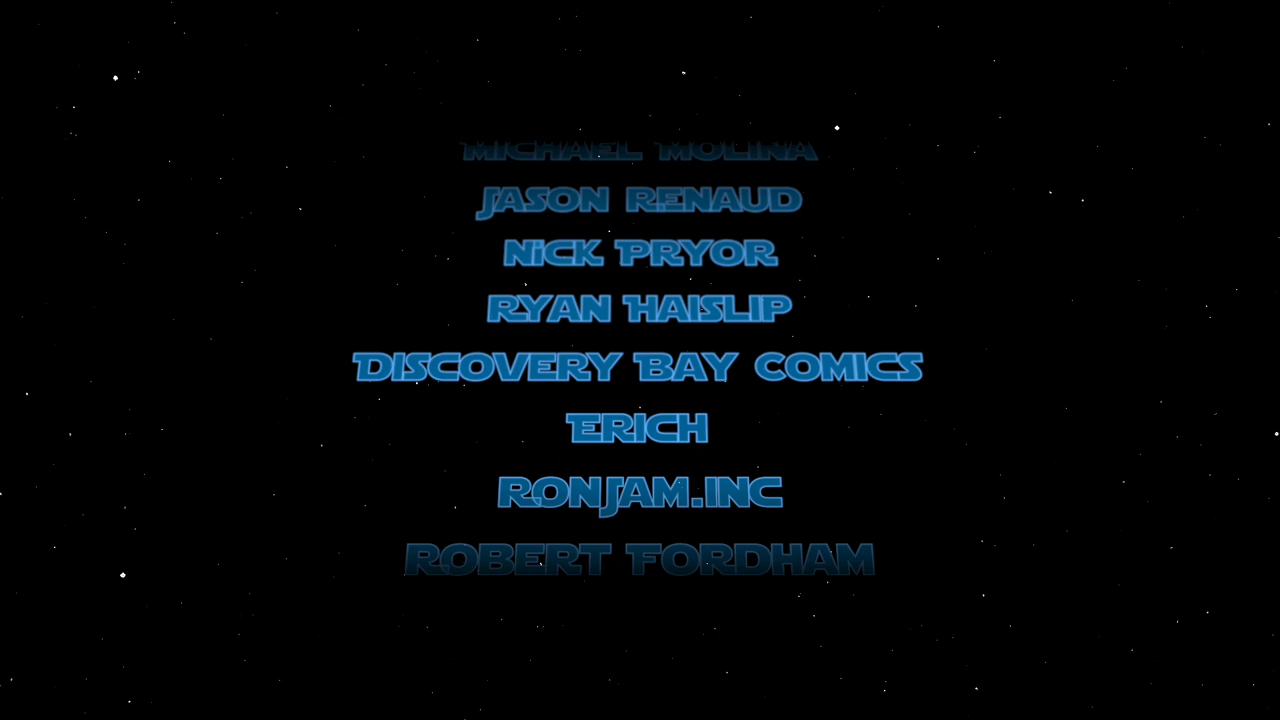 Michael Molina
Jason Renaud
Nick Pryor
Ryan Haislip
Discovery Bay Comics
Erich
RonJam.inc
Robert Fordham